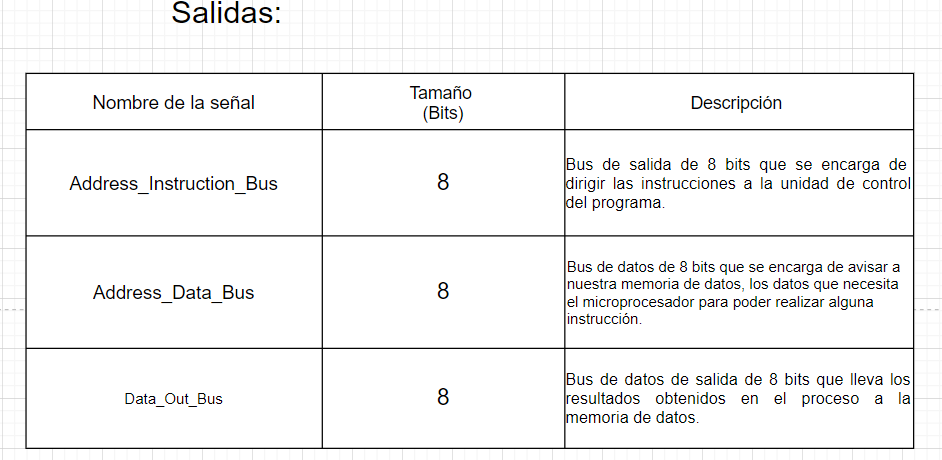 Salidas:
Nombre de la señal
Tamaño
(Bits)
Descripción
Address_Instruction_Bus
8
Bus de salida de 8 bits que se encarga de
dirigir las instrucciones a la unidad de control
del programa.
Address_Data_Bus
8
Bus de datos de 8 bits que se encarga de avisar a
nuestra memoria de datos, los datos que necesita
el microprocesador para poder realizar alguna
instrucción.
Data_Out_Bus
8
Bus de datos de salida de 8 bits que lleva los
resultados obtenidos en el proceso a la
memoria de datos.